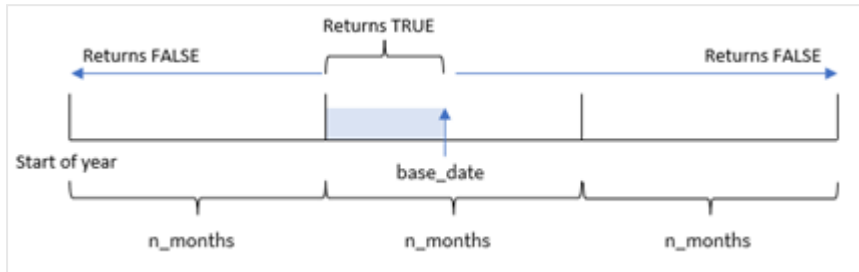 Returns TRUE
Returns FALSE
Returns FALSE
Start of year
base_date
n_months
n_months
n_months